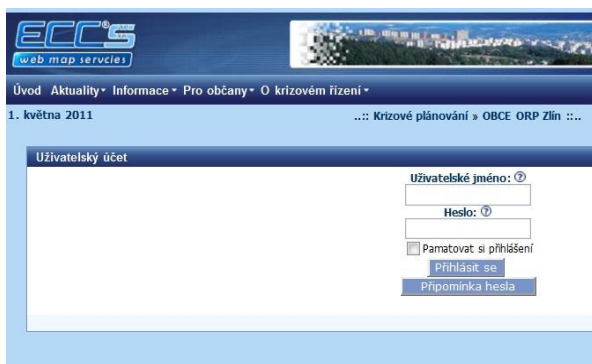 ECC'S®
web map servcies
Úvod Aktuality Informace Pro občany O krizovém řízení
1. května 2011
..:: Krizové plánování » OBCE ORP Zlín ::..
Uživatelský účet
Uživatelské jméno: ?
Heslo: ?
Pamatovat si přihlášení
Přihlásit se
Připomínka hesla